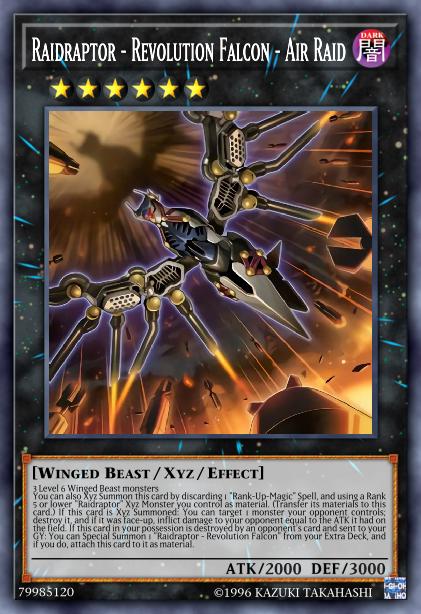 Raidraptor - Revolution Falcon - Air Raid
DARK
闇
[Winged Beast/Xyz/Effect]
3 Level 6 Winged Beast monsters
You can also Xyz Summon this card by discarding 1 "Rank-Up-Magic" Spell, and using a Rank
5 or lower "Raidraptor" Xyz Monster you control as material. (Transfer its materials to this
card.) If this card is Xyz Summoned: You can target 1 monster your opponent controls;
destroy it, and if it was face-up, inflict damage to your opponent equal to the ATK it had on
the field. If this card in your possession is destroyed by an opponent's card and sent to your
GY: You can Special Summon 1 "Raidraptor - Revolution Falcon" from your Extra Deck, and
if you do, attach this card to it as material.
ATK/2000 DEF/3000
79985120
©1996 KAZUKI TAKAHASHI